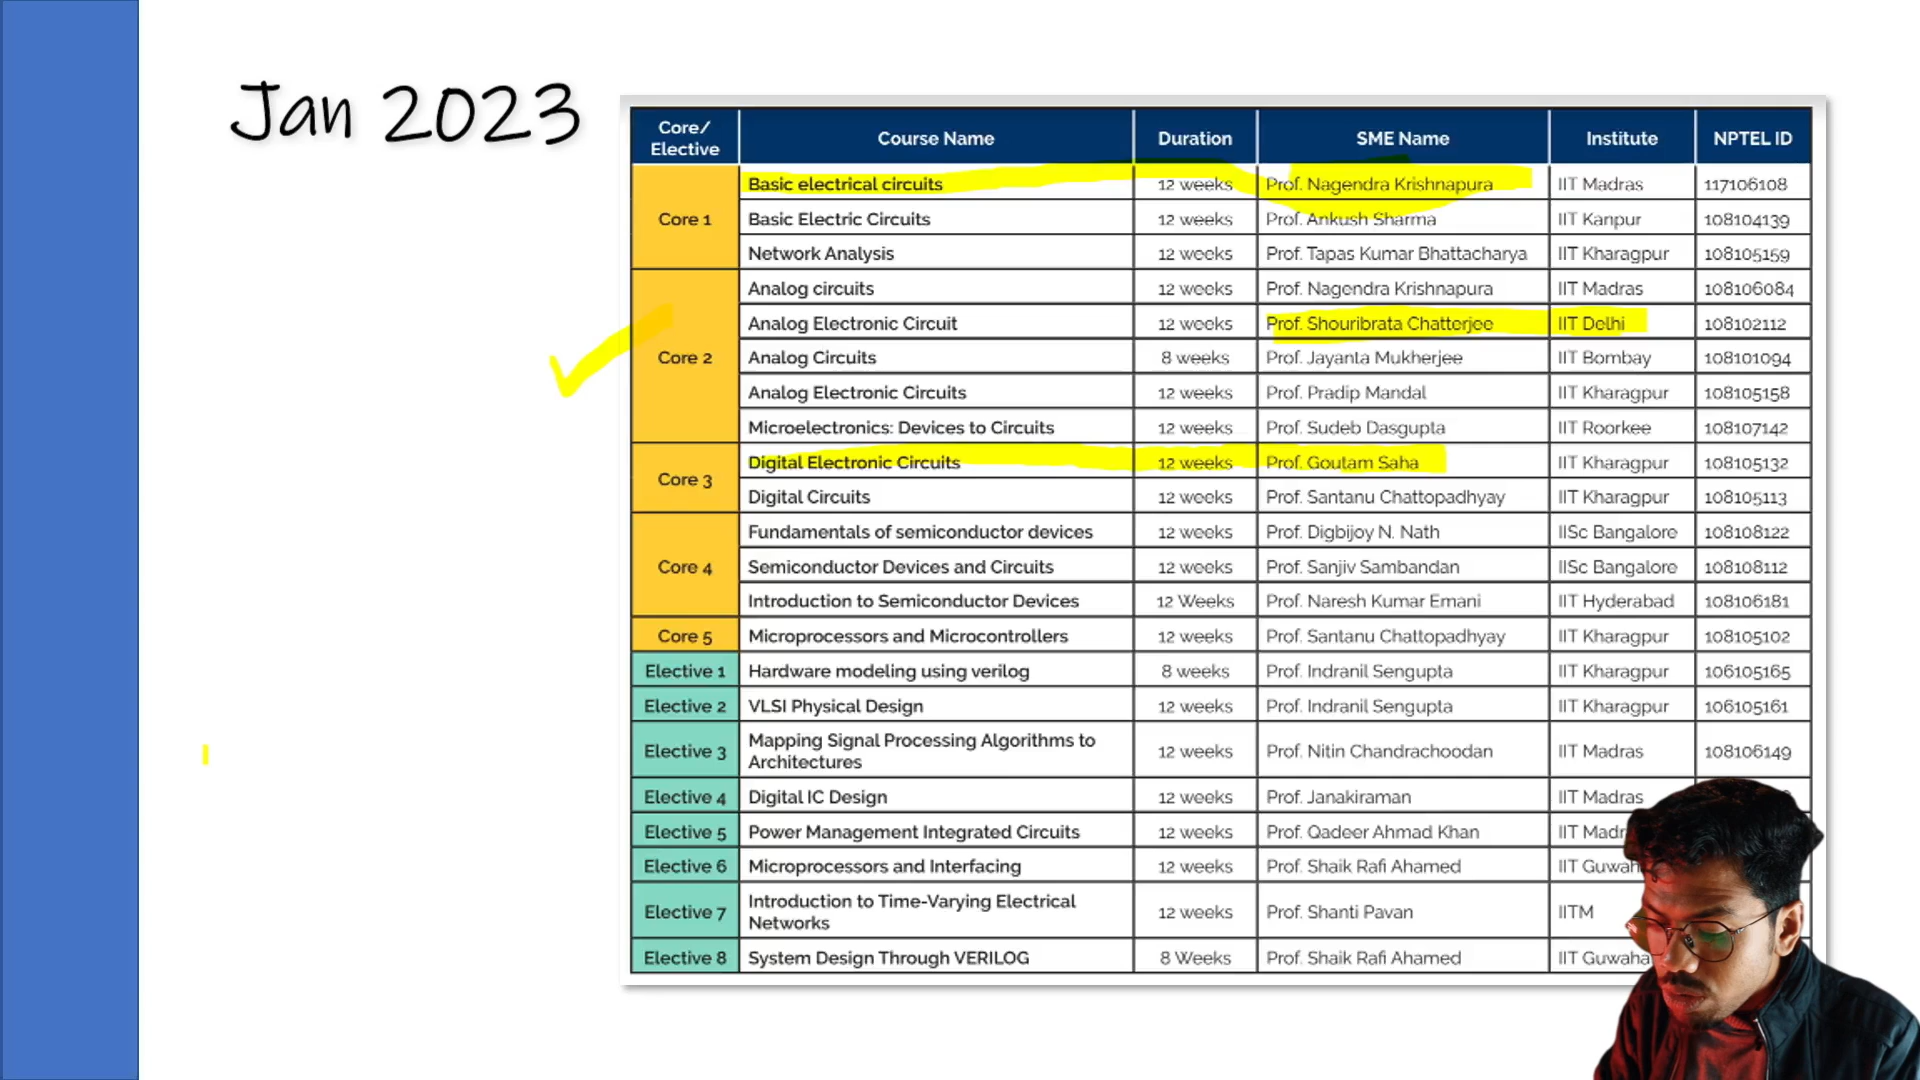 Jan 2023
Core/ Elective Course Name Duration SME Name Institute NPTEL ID
Core 1
Basic electrical circuits 12 weeks Prof. Nagendra Krishnapura IIT Madras 117106108
Basic Electric Circuits 12 weeks Prof. Ankush Sharma IIT Kanpur 108104139
Network Analysis 12 weeks Prof. Tapas Kumar Bhattacharya IIT Kharagpur 108105159
Core 2
Analog circuits 12 weeks Prof. Nagendra Krishnapura IIT Madras 108106084
Analog Electronic Circuit 12 weeks Prof. Shouribrata Chatterjee IIT Delhi 108102112
Analog Circuits 8 weeks Prof. Jayanta Mukherjee IIT Bombay 108101094
Analog Electronic Circuits 12 weeks Prof. Pradip Mandal IIT Kharagpur 108105158
Microelectronics: Devices to Circuits 12 weeks Prof. Sudeb Dasgupta IIT Roorkee 108107142
Core 3
Digital Electronic Circuits 12 weeks Prof. Goutam Saha IIT Kharagpur 108105132
Digital Circuits 12 weeks Prof. Santanu Chattopadhyay IIT Kharagpur 108105113
Core 4
Fundamentals of semiconductor devices 12 weeks Prof. Digbijoy N. Nath IISc Bangalore 108108122
Semiconductor Devices and Circuits 12 weeks Prof. Sanjiv Sambandan IISc Bangalore 108108112
Introduction to Semiconductor Devices 12 Weeks Prof. Naresh Kumar Emani IIT Hyderabad 108106181
Core 5 Microprocessors and Microcontrollers 12 weeks Prof. Santanu Chattopadhyay IIT Kharagpur 108105102
Elective 1 Hardware modeling using verilog 8 weeks Prof. Indranil Sengupta IIT Kharagpur 106105165
Elective 2 VLSI Physical Design 12 weeks Prof. Indranil Sengupta IIT Kharagpur 106105161
Elective 3 Mapping Signal Processing Algorithms to Architectures 12 weeks Prof. Nitin Chandrachoodan IIT Madras 108106149
Elective 4 Digital IC Design 12 weeks Prof. Janakiraman IIT Madras
Elective 5 Power Management Integrated Circuits 12 weeks Prof. Qadeer Ahmad Khan IIT
Elective 6 Microprocessors and Interfacing 12 weeks Prof. Shaik Rafi Ahamed IIT
Elective 7 Introduction to Time-Varying Electrical Networks 12 weeks Prof. Shanti Pavan IITM
Elective 8 System Design Through VERILOG 8 Weeks Prof. Shaik Rafi Ahamed IIT